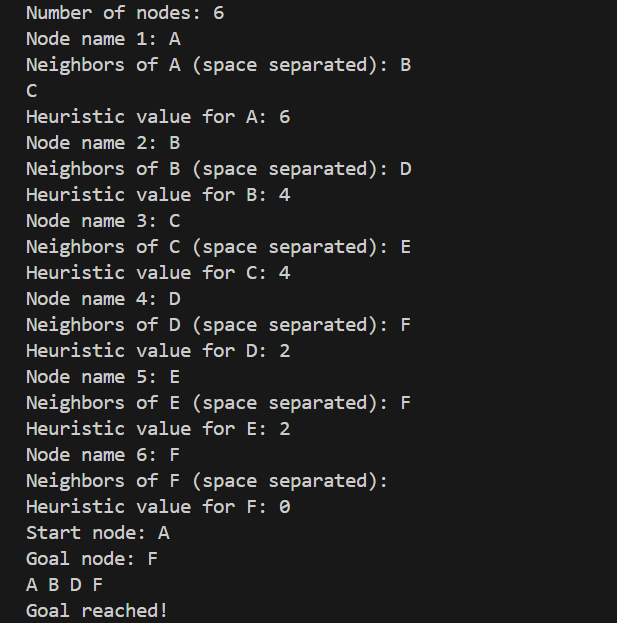 Number of nodes: 6
Node name 1: A
Neighbors of A (space separated): B
C
Heuristic value for A: 6
Node name 2: B
Neighbors of B (space separated): D
Heuristic value for B: 4
Node name 3: C
Neighbors of C (space separated): E
Heuristic value for C: 4
Node name 4: D
Neighbors of D (space separated): F
Heuristic value for D: 2
Node name 5: E
Neighbors of E (space separated): F
Heuristic value for E: 2
Node name 6: F
Neighbors of F (space separated):
Heuristic value for F: 0
Start node: A
Goal node: F
A B D F
Goal reached!